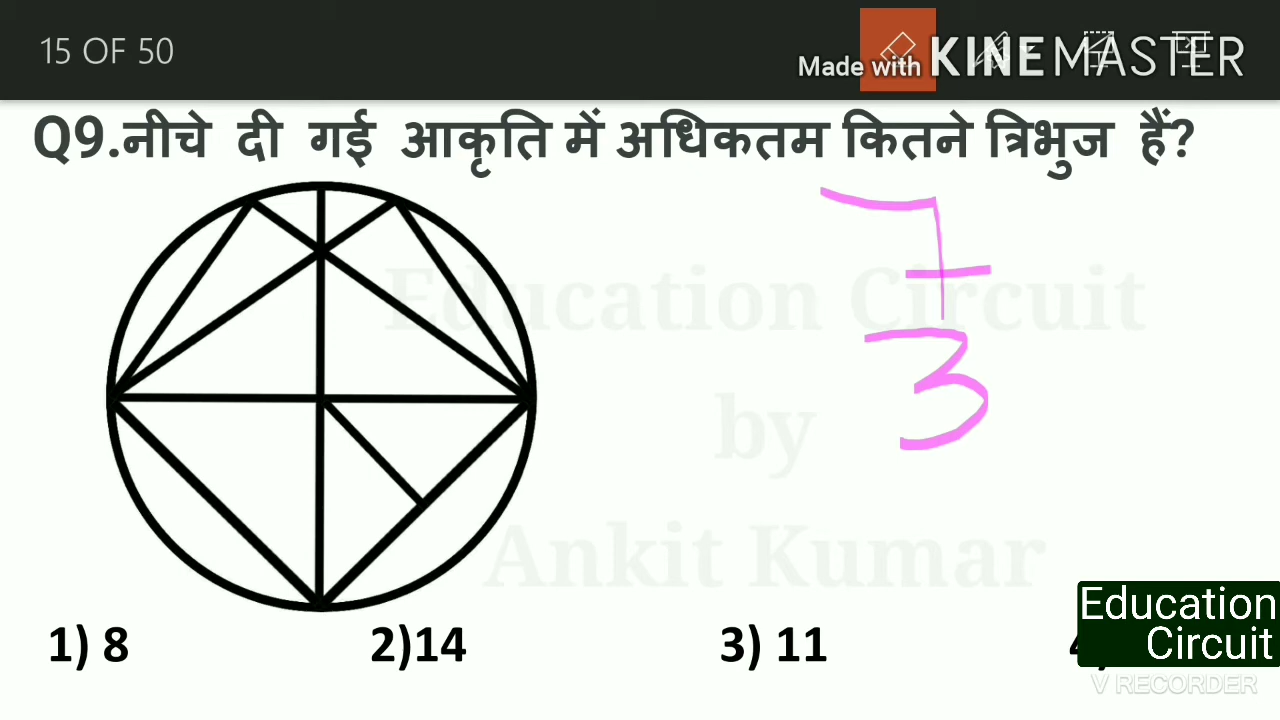 15 OF 50
Made with KINEMASTER
Q9.नीचे दी गई आकृति में अधिकतम कितने त्रिभुज हैं?
7
3
Education Circuit
by
Ankit Kumar
1) 8 2)14 3) 11
Education
Circuit
V RECORDER